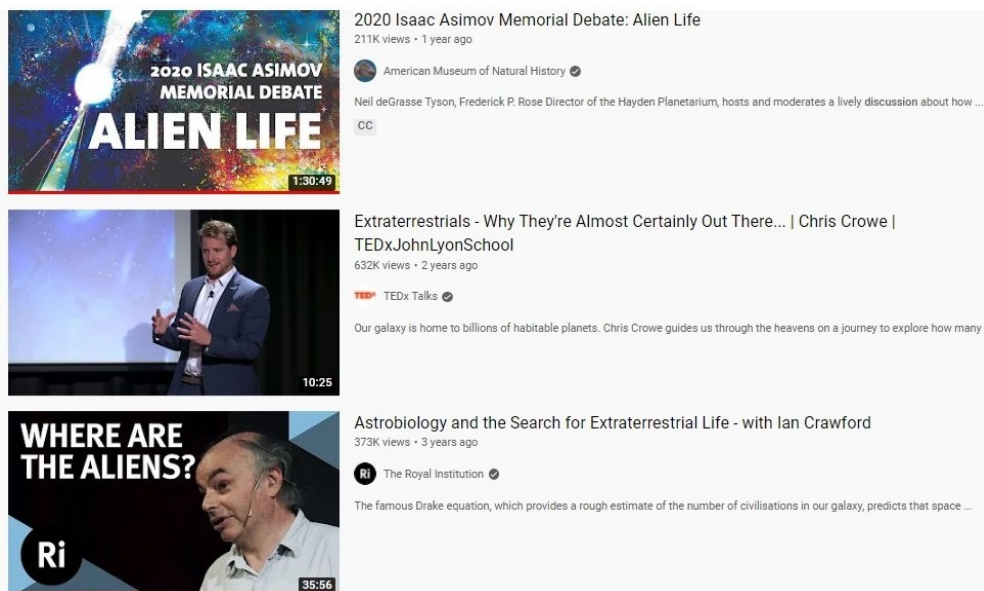 2020 ISAAC ASIMOV
MEMORIAL DEBATE
ALIEN LIFE
1:30:49
2020 Isaac Asimov Memorial Debate: Alien Life
211K views • 1 year ago
American Museum of Natural History
Neil deGrasse Tyson, Frederick P. Rose Director of the Hayden Planetarium, hosts and moderates a lively discussion about how ...
CC
10:25
Extraterrestrials - Why They're Almost Certainly Out There... | Chris Crowe |
TEDxJohnLyonSchool
632K views • 2 years ago
TEDx TEDx Talks
Our galaxy is home to billions of habitable planets. Chris Crowe guides us through the heavens on a journey to explore how many
WHERE ARE
THE ALIENS?
Ri
35:56
Astrobiology and the Search for Extraterrestrial Life - with Ian Crawford
373K views • 3 years ago
Ri The Royal Institution
The famous Drake equation, which provides a rough estimate of the number of civilisations in our galaxy, predicts that space ...